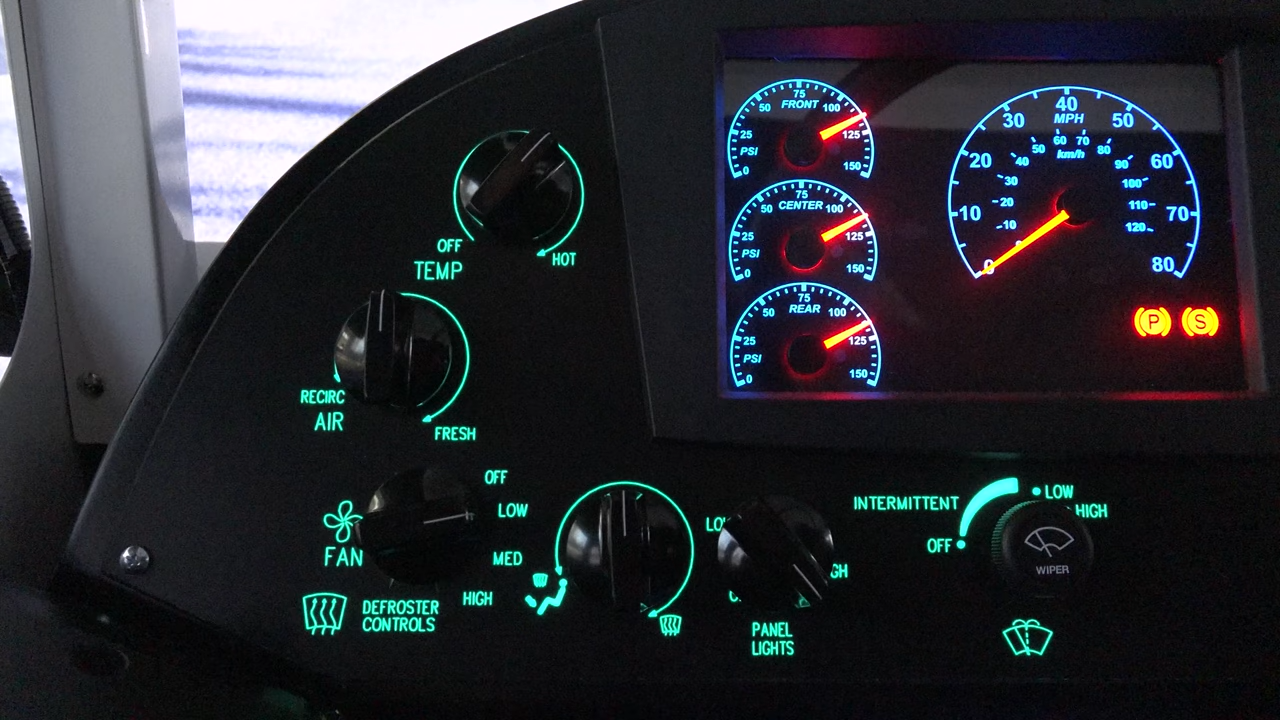 75
50
FRONT
100
25
125
PSI
0
150
75
50
CENTER
100
25
125
PSI
0
150
75
50
REAR
100
25
125
PSI
0
150
40
30
MPH
50
60
70
50
80
20
40
km/h
90
60
30
100
20
110
10
10
120
70
0
0
80
P
S
OFF
TEMP
HOT
RECIRC
AIR
FRESH
OFF
LOW
FAN
MED
HIGH
DEFROSTER
CONTROLS
PANEL
LIGHTS
INTERMITTENT
LOW
HIGH
OFF
WIPER